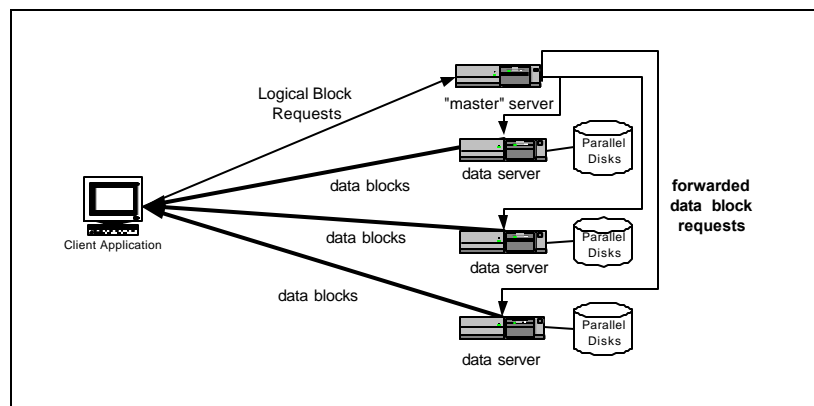 Logical Block
Requests
"master" server
Parallel
Disks
data server
data blocks
forwarded
data block
requests
Client Application
data blocks
Parallel
Disks
data server
data blocks
Parallel
Disks
data server